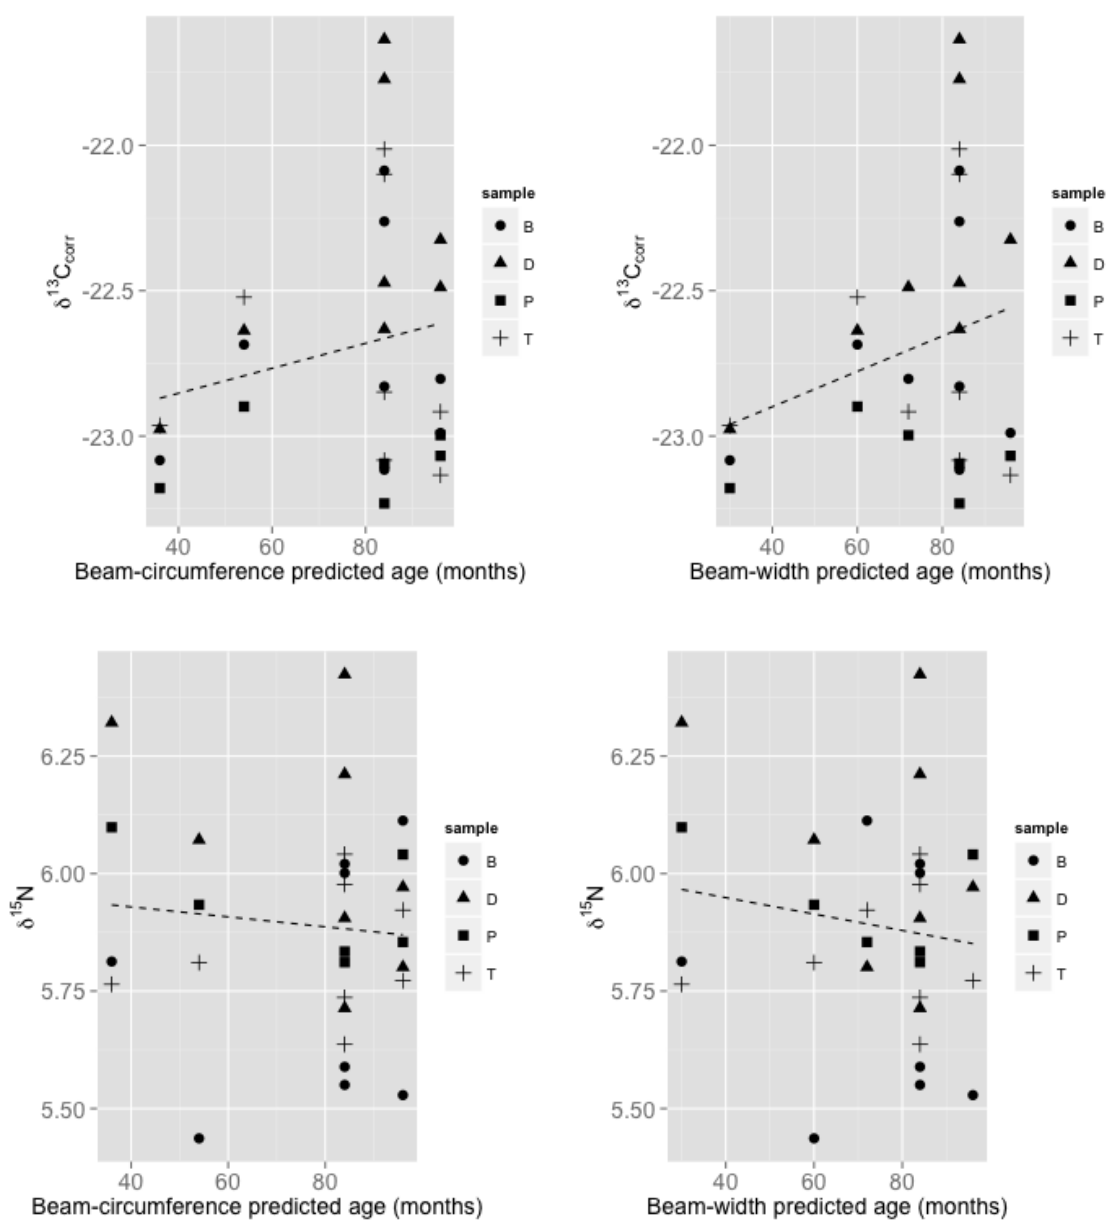 -22.0
-22.5
-23.0
δ¹³C_corr
40 60 80
Beam-circumference predicted age (months)
sample
B
D
P
T
-22.0
-22.5
-23.0
δ¹³C_corr
40 60 80
Beam-width predicted age (months)
sample
B
D
P
T
6.25
6.00
5.75
5.50
δ¹⁵N
40 60 80
Beam-circumference predicted age (months)
sample
B
D
P
T
6.25
6.00
5.75
5.50
δ¹⁵N
40 60 80
Beam-width predicted age (months)
sample
B
D
P
T